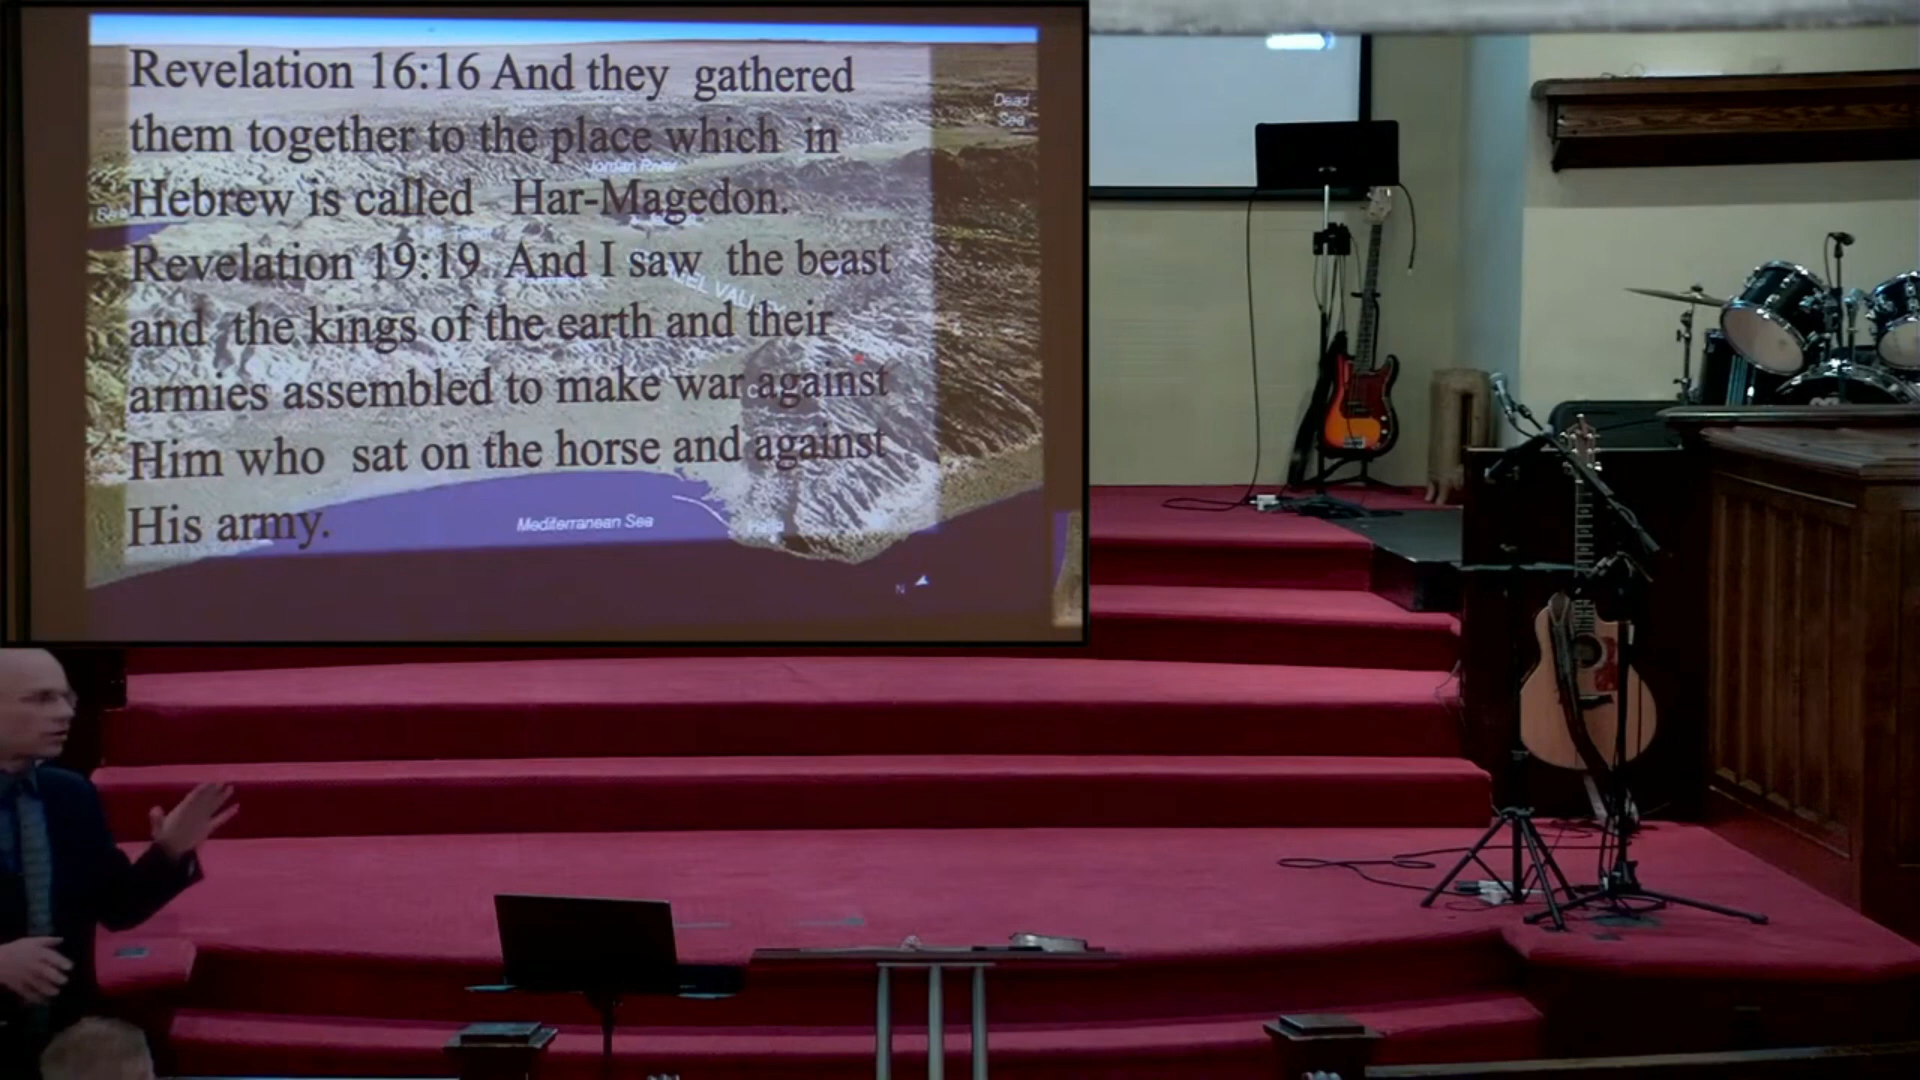 Revelation 16:16 And they gathered
them together to the place which in
Hebrew is called Har-Magedon.
Revelation 19:19 And I saw the beast
and the kings of the earth and their
armies assembled to make war against
Him who sat on the horse and against
His army.
Dead
Sea
Jordan River
Mediterranean Sea
Haifa
N